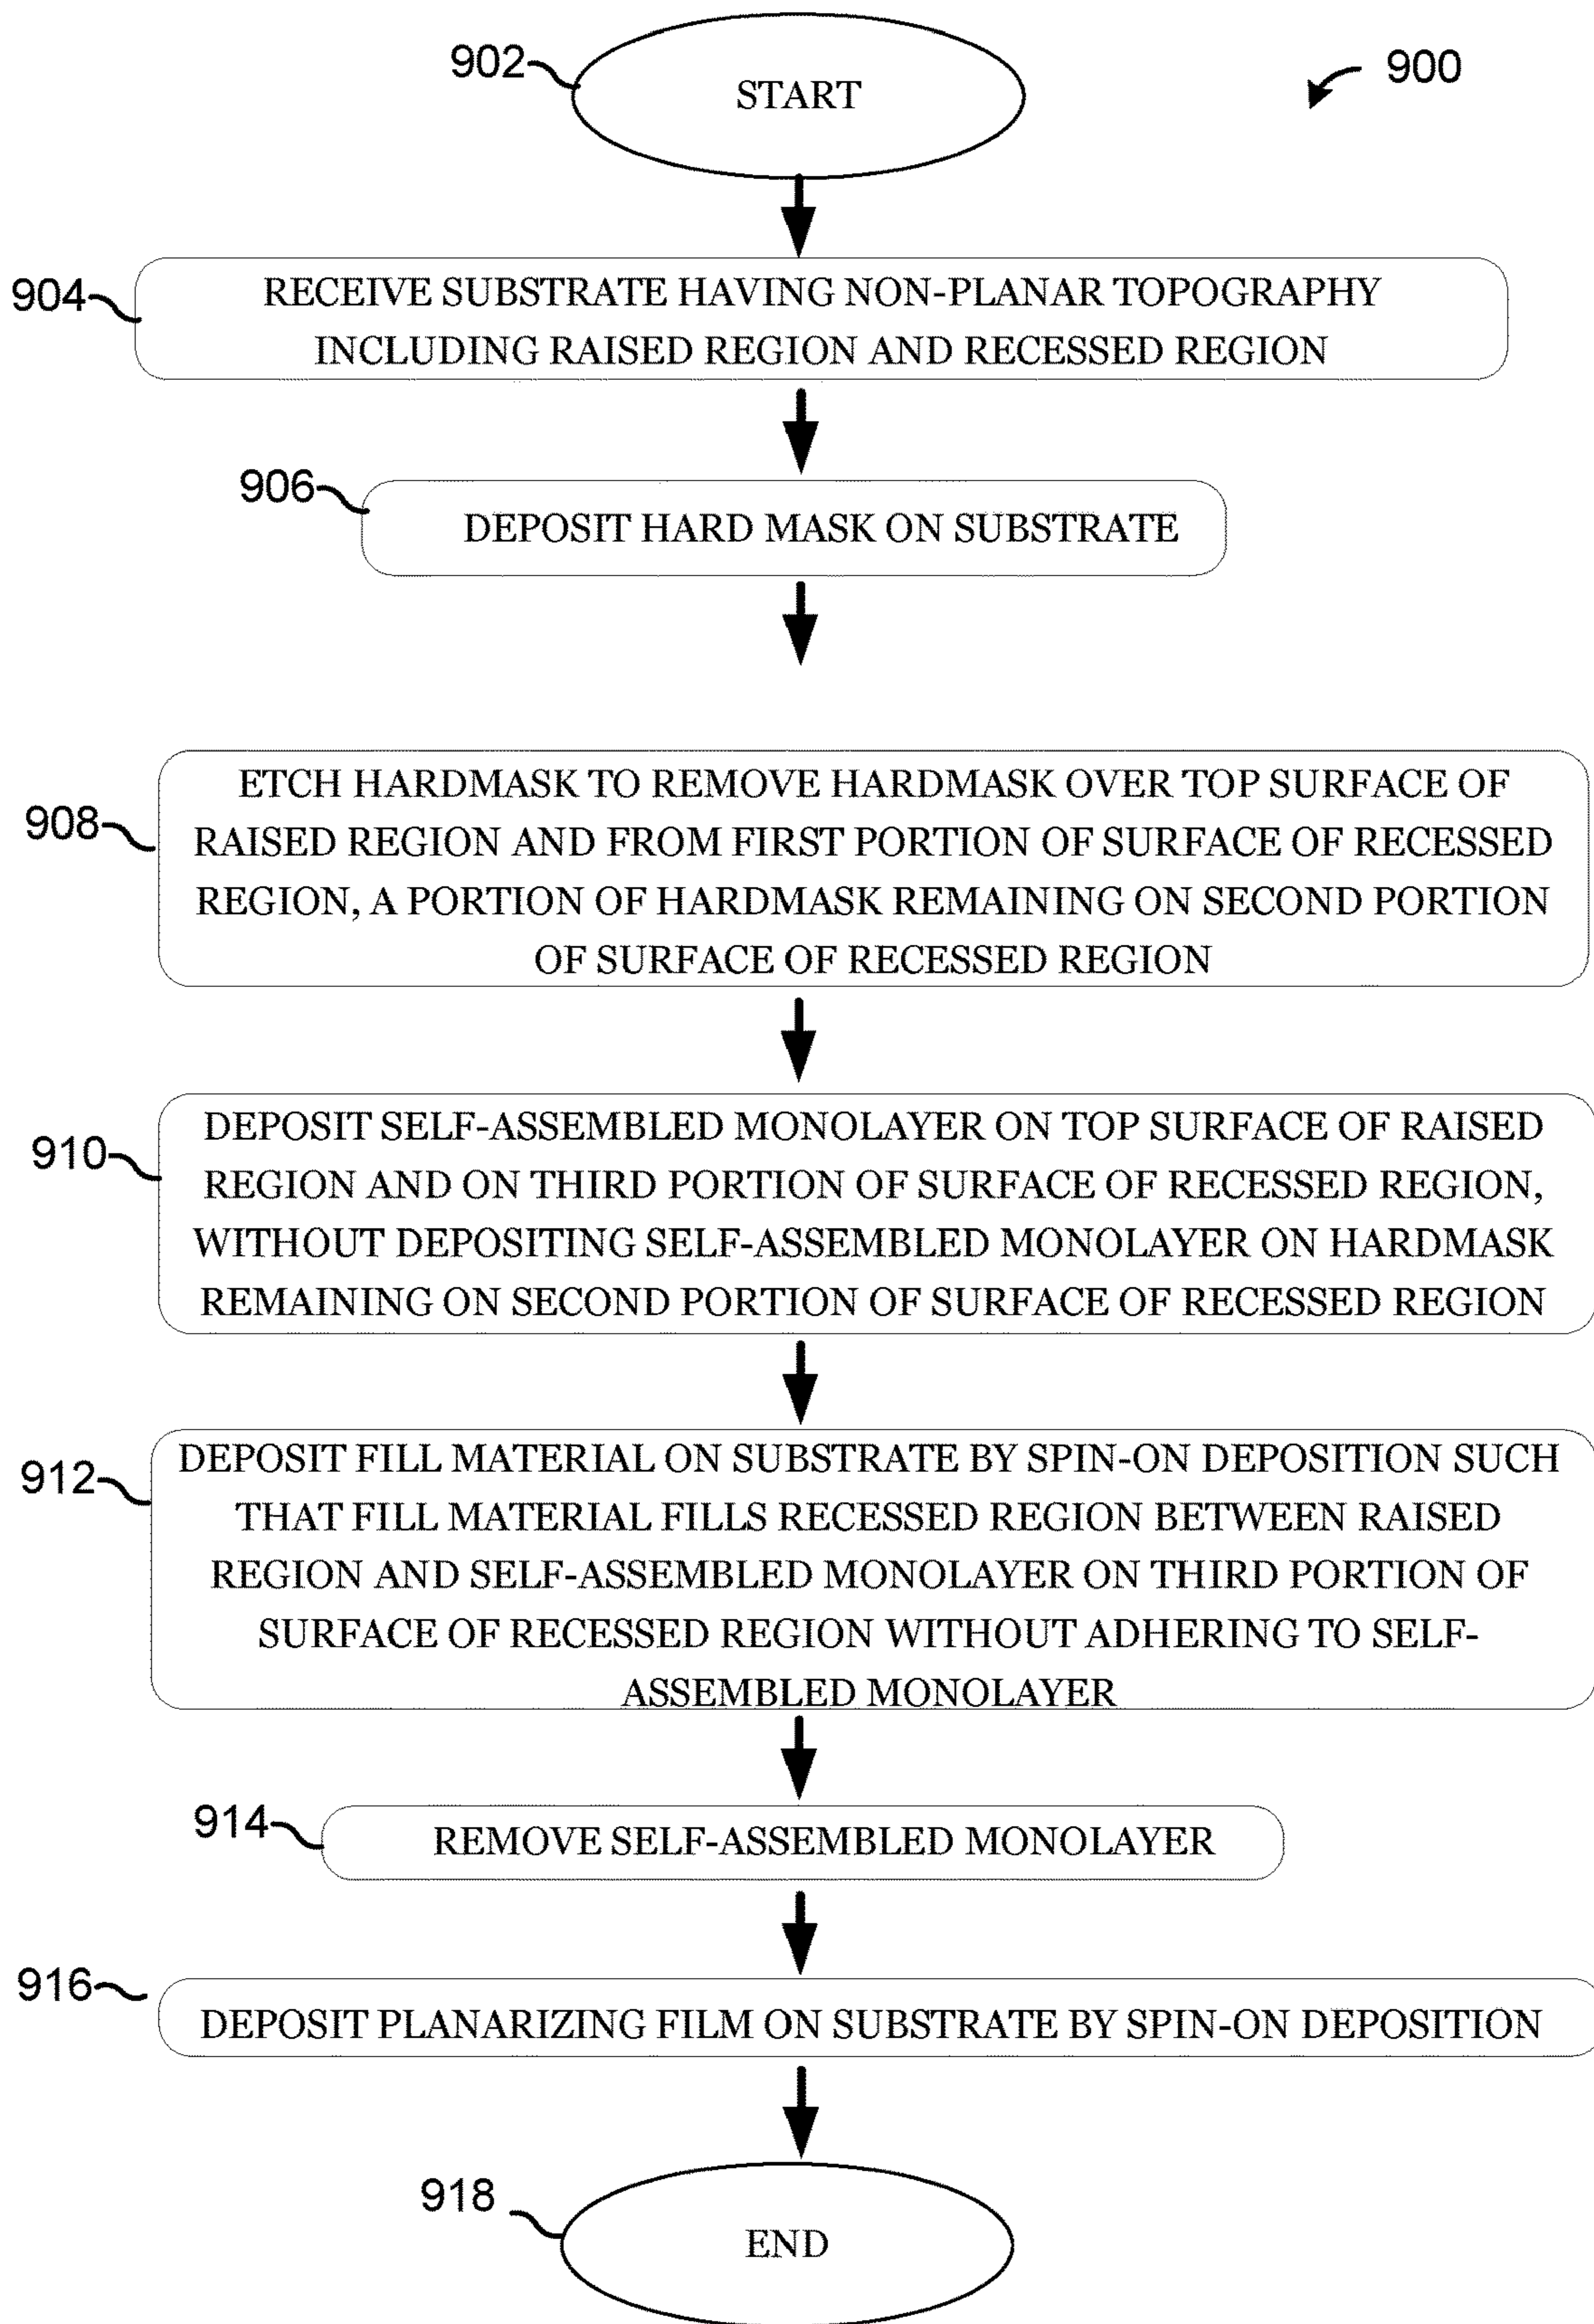 902
START
900
904
RECEIVE SUBSTRATE HAVING NON-PLANAR TOPOGRAPHY
INCLUDING RAISED REGION AND RECESSED REGION
906
DEPOSIT HARD MASK ON SUBSTRATE
908
ETCH HARDMASK TO REMOVE HARDMASK OVER TOP SURFACE OF
RAISED REGION AND FROM FIRST PORTION OF SURFACE OF RECESSED
REGION, A PORTION OF HARDMASK REMAINING ON SECOND PORTION
OF SURFACE OF RECESSED REGION
910
DEPOSIT SELF-ASSEMBLED MONOLAYER ON TOP SURFACE OF RAISED
REGION AND ON THIRD PORTION OF SURFACE OF RECESSED REGION,
WITHOUT DEPOSITING SELF-ASSEMBLED MONOLAYER ON HARDMASK
REMAINING ON SECOND PORTION OF SURFACE OF RECESSED REGION
912
DEPOSIT FILL MATERIAL ON SUBSTRATE BY SPIN-ON DEPOSITION SUCH
THAT FILL MATERIAL FILLS RECESSED REGION BETWEEN RAISED
REGION AND SELF-ASSEMBLED MONOLAYER ON THIRD PORTION OF
SURFACE OF RECESSED REGION WITHOUT ADHERING TO SELF-
ASSEMBLED MONOLAYER
914
REMOVE SELF-ASSEMBLED MONOLAYER
916
DEPOSIT PLANARIZING FILM ON SUBSTRATE BY SPIN-ON DEPOSITION
918
END